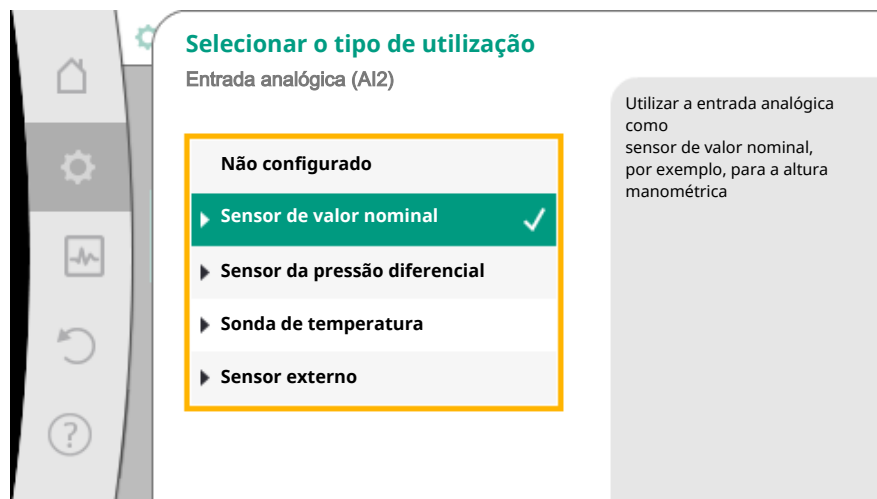 Selecionar o tipo de utilização
Entrada analógica (AI2)
Não configurado
Sensor de valor nominal
Sensor da pressão diferencial
Sonda de temperatura
Sensor externo
Utilizar a entrada analógica
como
sensor de valor nominal,
por exemplo, para a altura
manométrica
?